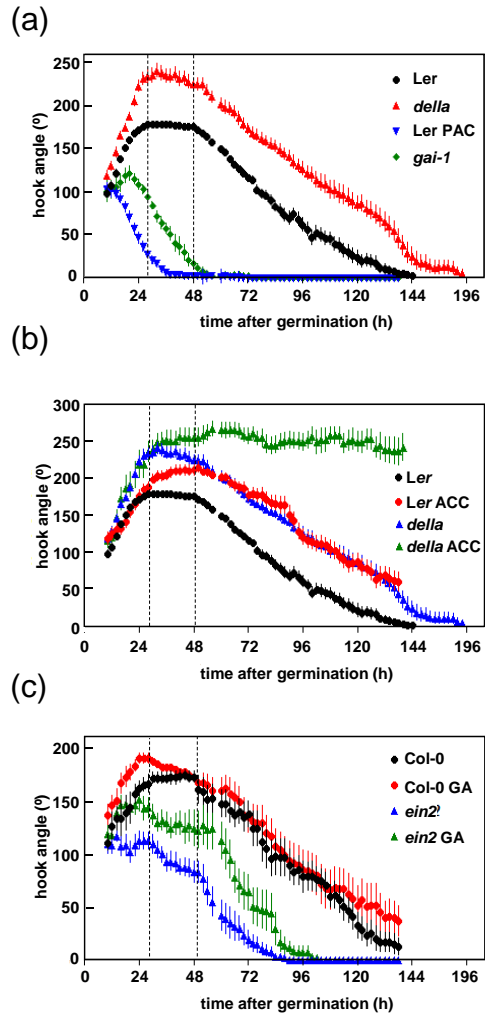 (a)
250
200
150
100
50
0
hook angle (º)
Ler
della
Ler PAC
gai-1
0 24 48 72 96 120 144 196
time after germination (h)
(b)
300
250
200
150
100
50
0
hook angle (º)
Ler
Ler ACC
della
della ACC
0 24 48 72 96 120 144 196
time after germination (h)
(c)
200
150
100
50
0
hook angle (º)
Col-0
Col-0 GA
ein2
ein2 GA
0 24 48 72 96 120 144 196
time after germination (h)